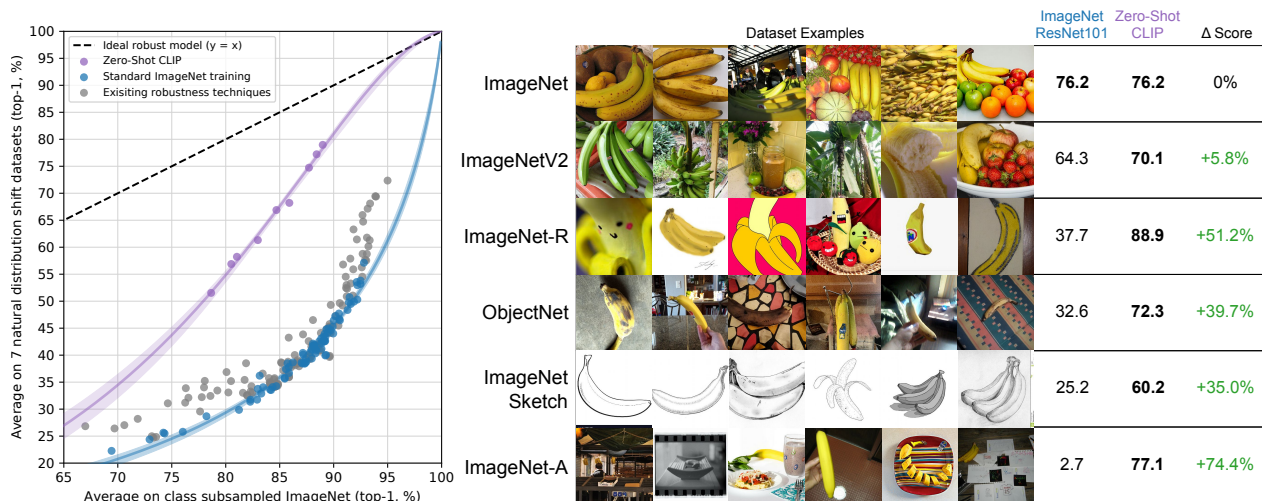 Ideal robust model (y = x)
Zero-Shot CLIP
Standard ImageNet training
Exisiting robustness techniques
Average on 7 natural distribution shift datasets (top-1, %)
100
95
90
85
80
75
70
65
60
55
50
45
40
35
30
25
20
65 70 75 80 85 90 95 100
Average on class subsampled ImageNet (top-1, %)
Dataset Examples
ImageNet
ResNet101
Zero-Shot
CLIP
Δ Score
ImageNet 76.2 76.2 0%
ImageNetV2 64.3 70.1 +5.8%
ImageNet-R 37.7 88.9 +51.2%
ObjectNet 32.6 72.3 +39.7%
ImageNet
Sketch 25.2 60.2 +35.0%
ImageNet-A 2.7 77.1 +74.4%